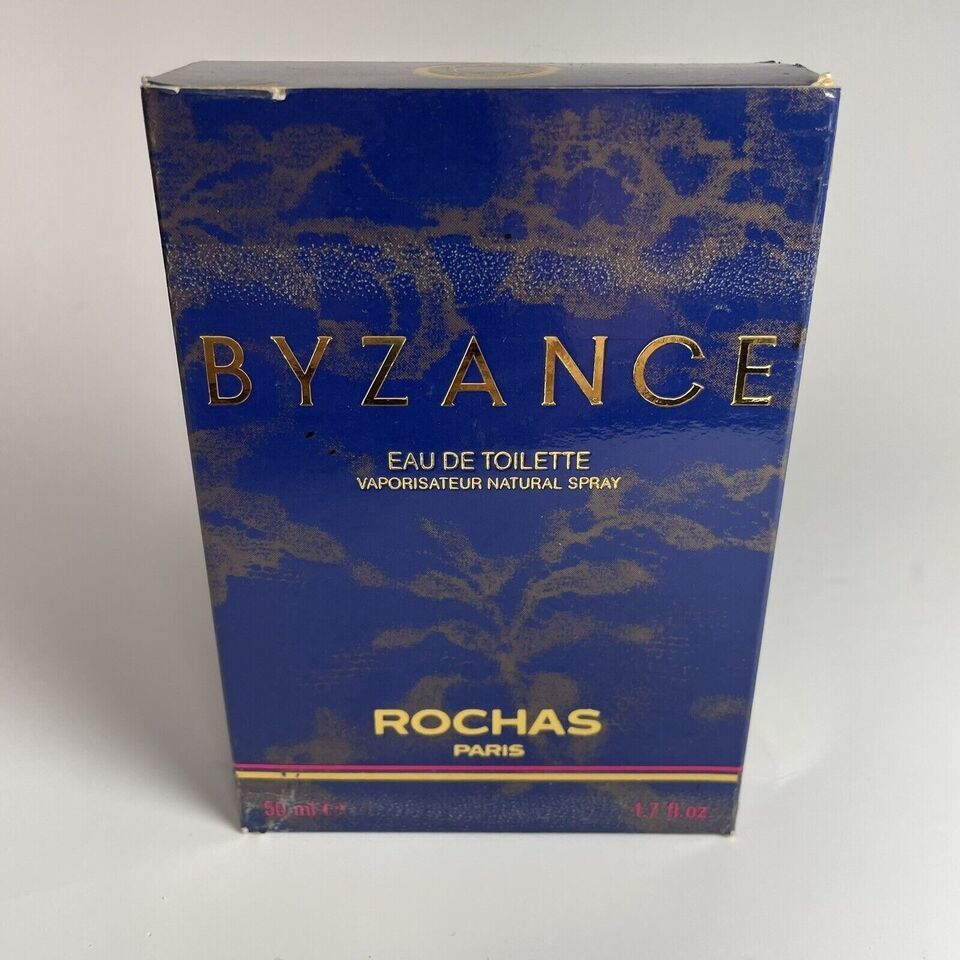 BYZANCE
EAU DE TOILETTE
VAPORISATEUR NATURAL SPRAY
ROCHAS
PARIS
50 ml e 1.7 fl.oz.